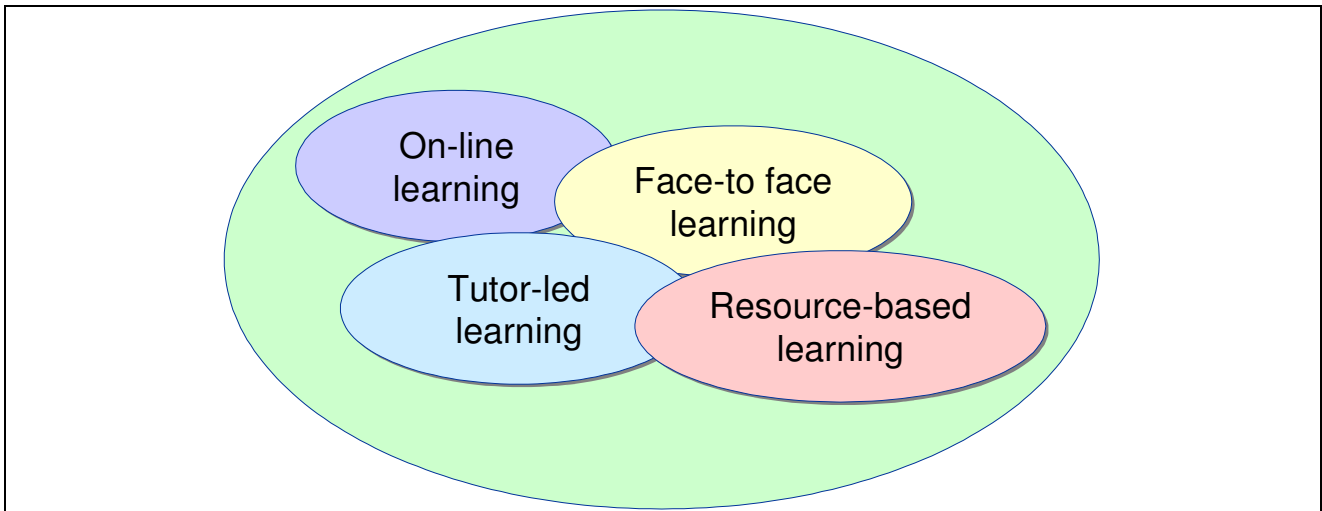 On-line
learning
Face-to face
learning
Tutor-led
learning
Resource-based
learning